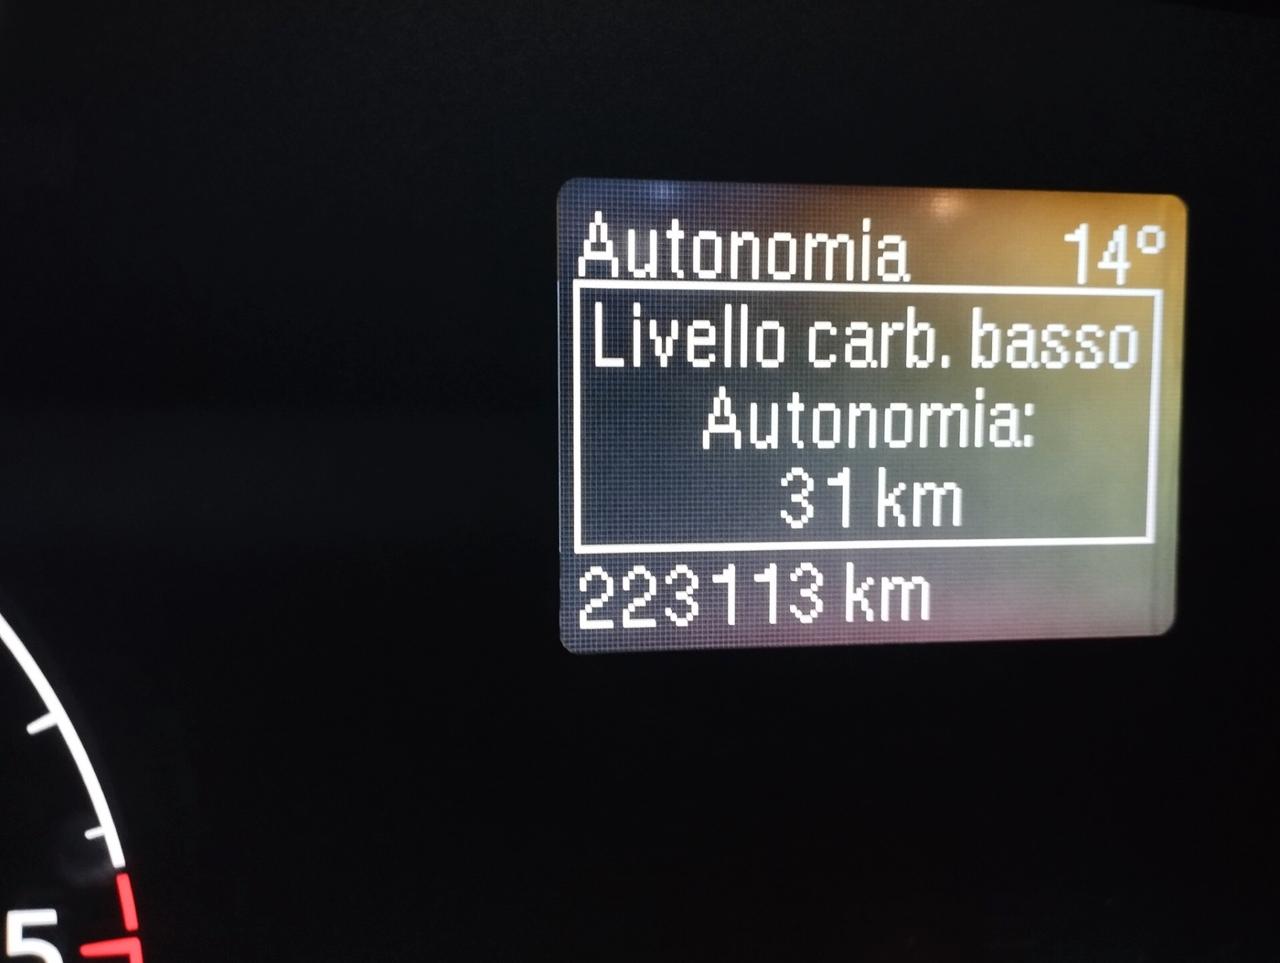 Autonomia 14°
Livello carb. basso
Autonomia:
31 km
223113 km
5